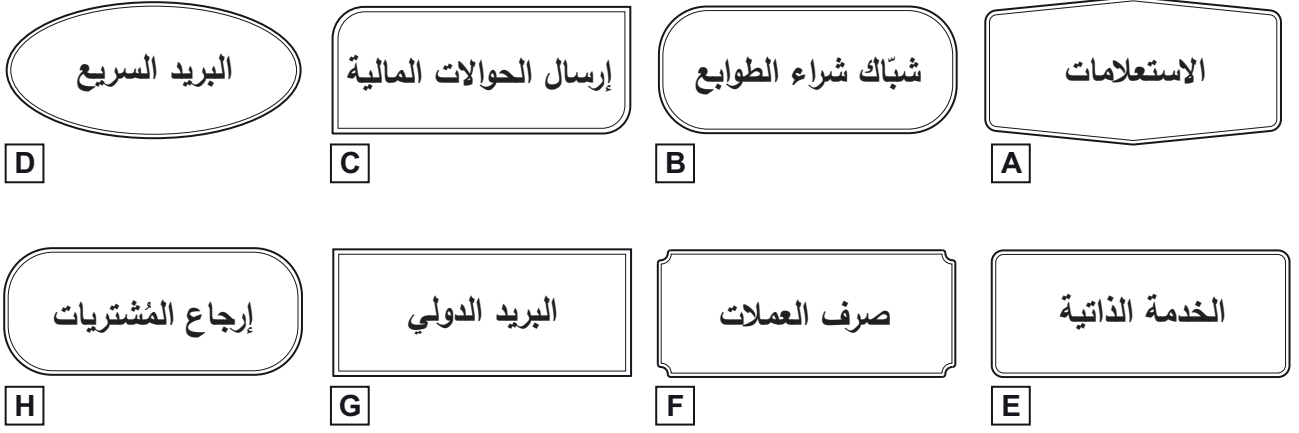 الاستعلامات
A
شبّاك شراء الطوابع
B
إرسال الحوالات المالية
C
البريد السريع
D
الخدمة الذاتية
E
صرف العملات
F
البريد الدولي
G
إرجاع المُشتريات
H